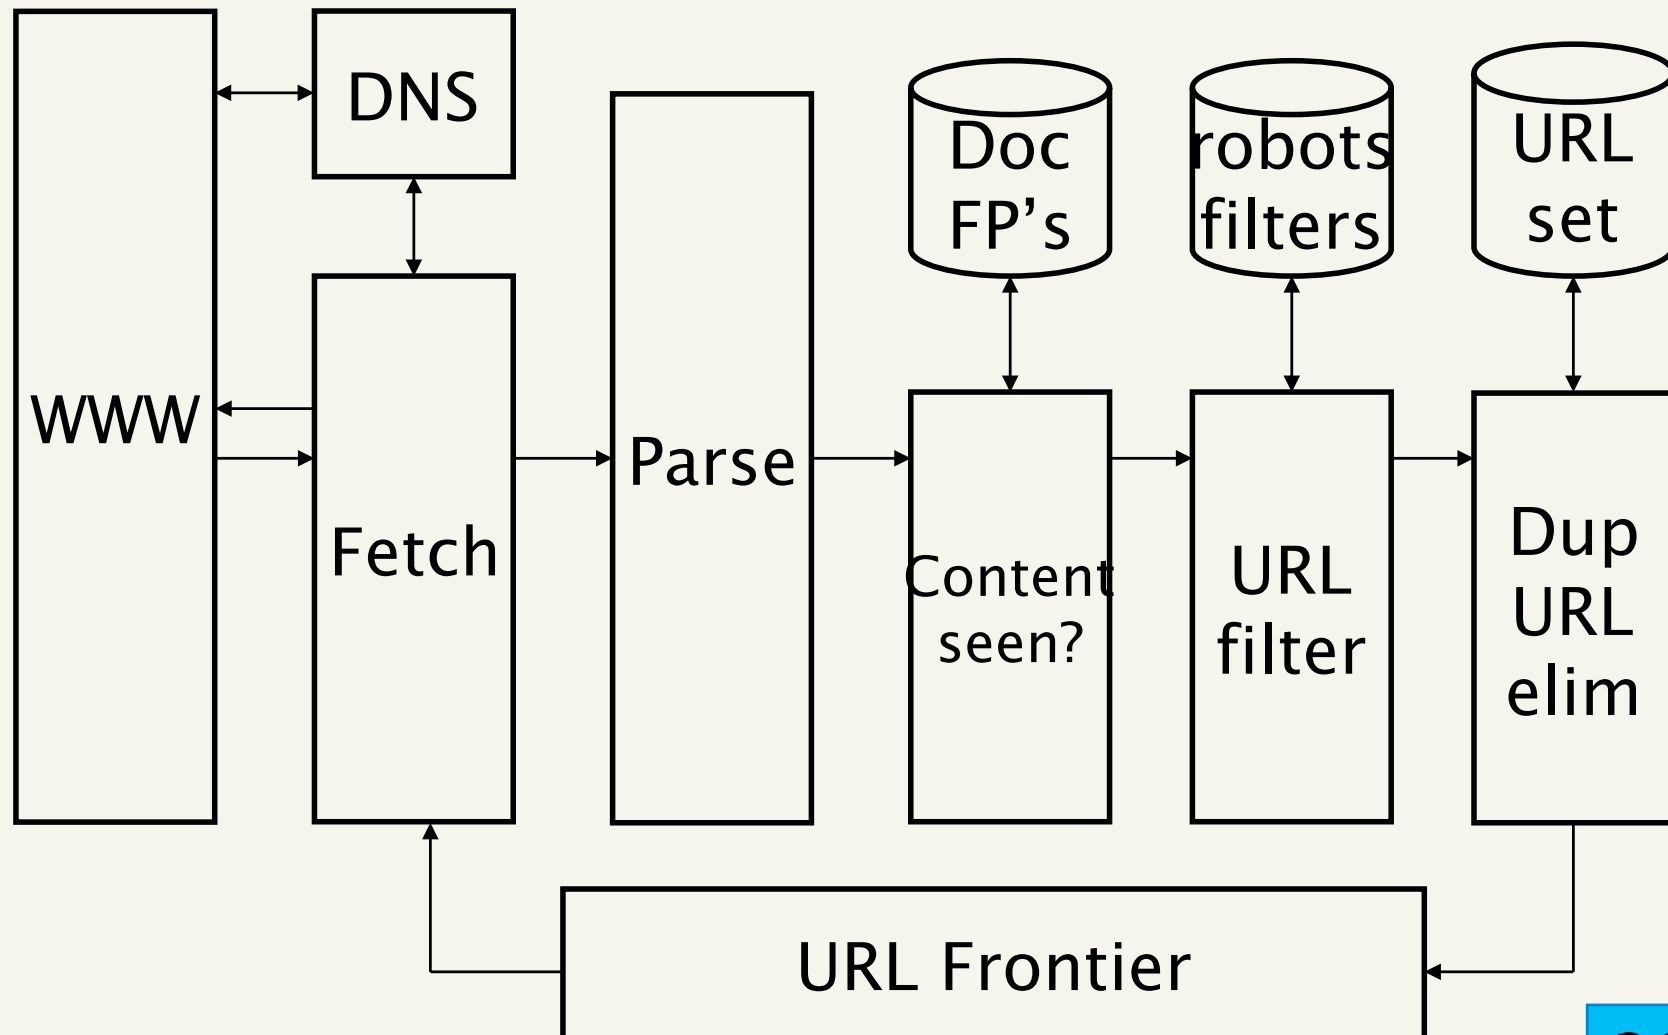 WWW
DNS
Fetch
Parse
Doc
FP’s
Content
seen?
robots
filters
URL
filter
URL
set
Dup
URL
elim
URL Frontier